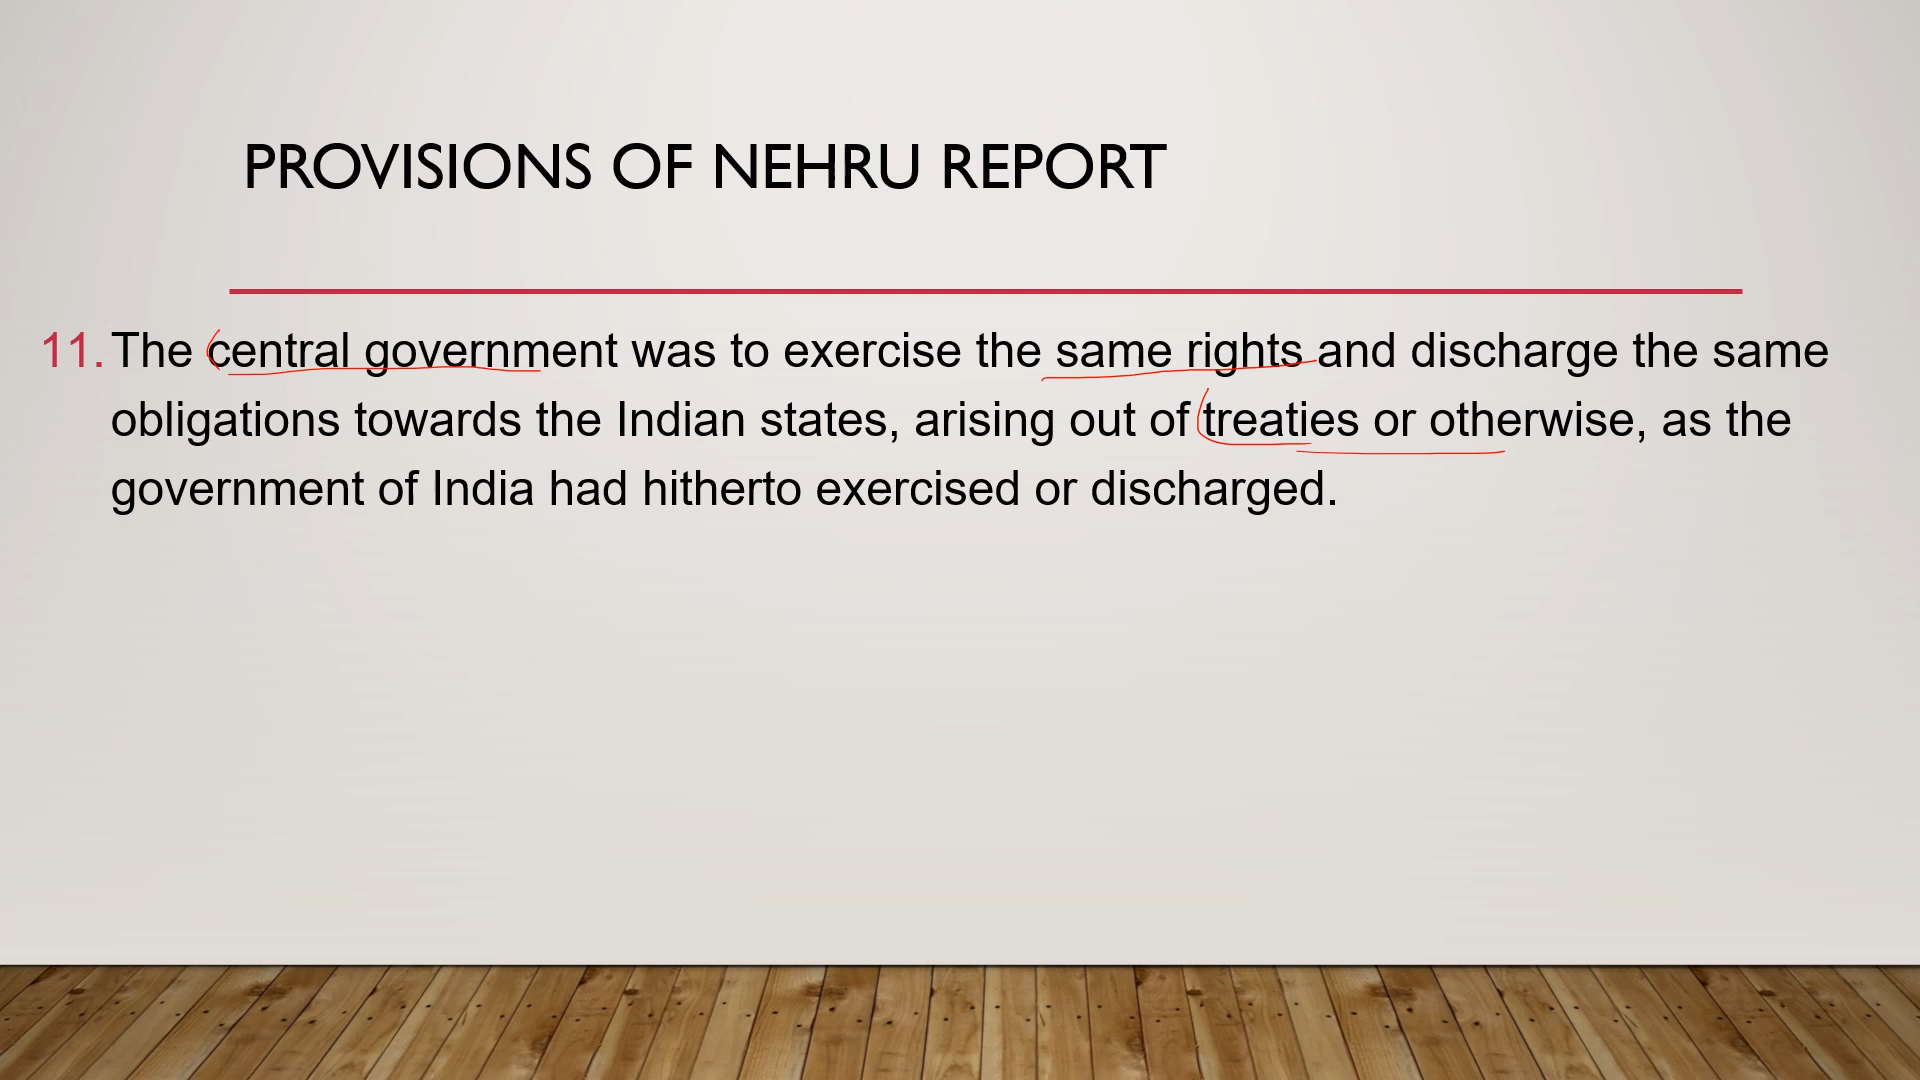 PROVISIONS OF NEHRU REPORT
11. The central government was to exercise the same rights and discharge the same
obligations towards the Indian states, arising out of treaties or otherwise, as the
government of India had hitherto exercised or discharged.